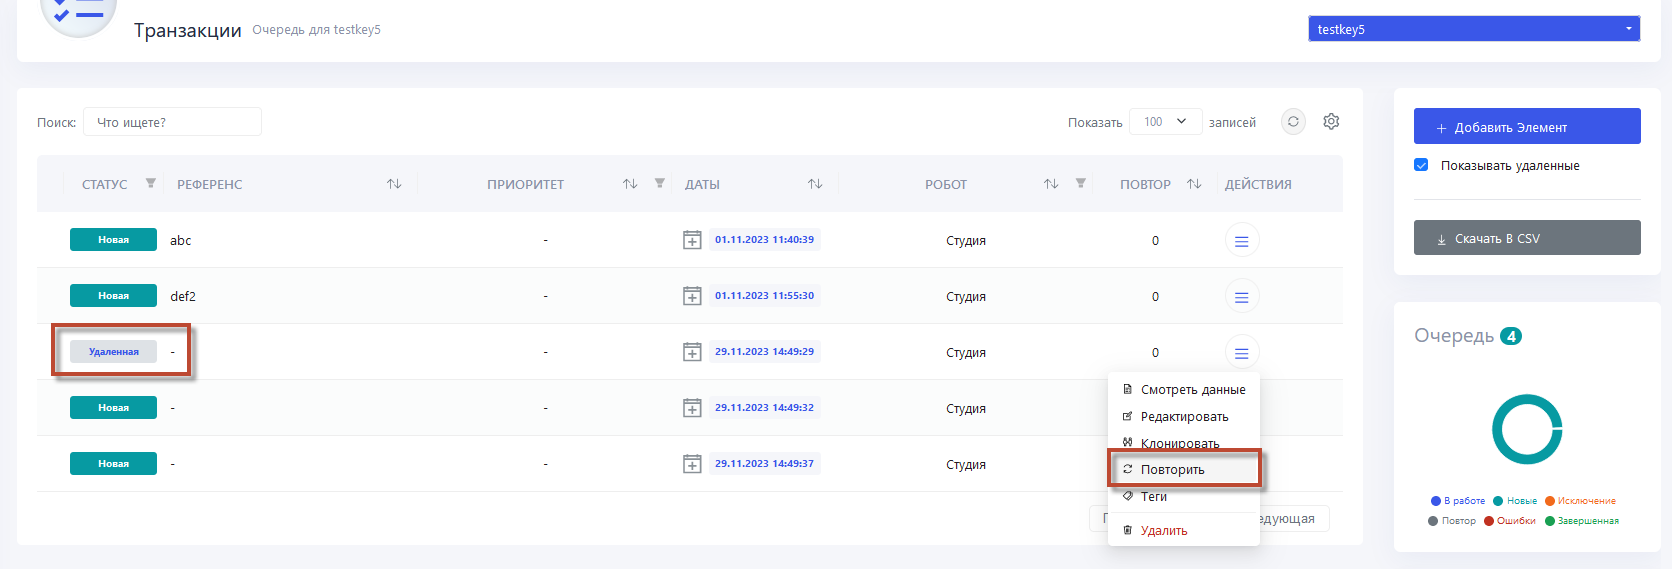 Транзакции Очередь для testkey5
testkey5
Поиск: Что ищете?
Показать 100 записей
СТАТУС РЕФЕРЕНС ПРИОРИТЕТ ДАТЫ РОБОТ ПОВТОР ДЕЙСТВИЯ
Новая abc - 01.11.2023 11:40:39 Студия 0
Новая def2 - 01.11.2023 11:55:30 Студия 0
Удаленная - - 29.11.2023 14:49:29 Студия 0
Новая - - 29.11.2023 14:49:32 Студия
Новая - - 29.11.2023 14:49:37 Студия
Смотреть данные
Редактировать
Клонировать
Повторить
Теги
Удалить
П
едующая
+ Добавить Элемент
Показывать удаленные
Скачать В CSV
Очередь 4
В работе Новые Исключение
Повтор Ошибки Завершенная